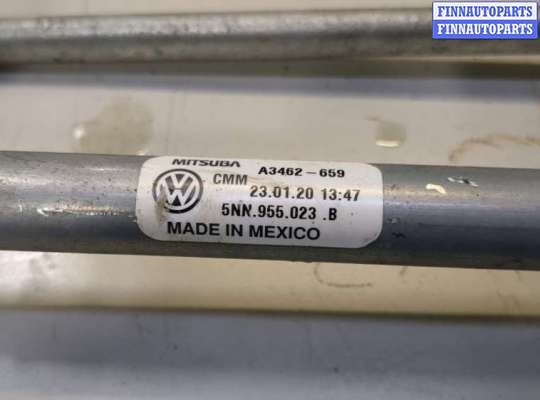 FINNAUTOPARTS
FINNAUTOPARTS
MITSUBA A3462-659
CMM 23.01.20 13:47
5NN.955.023 .B
MADE IN MEXICO